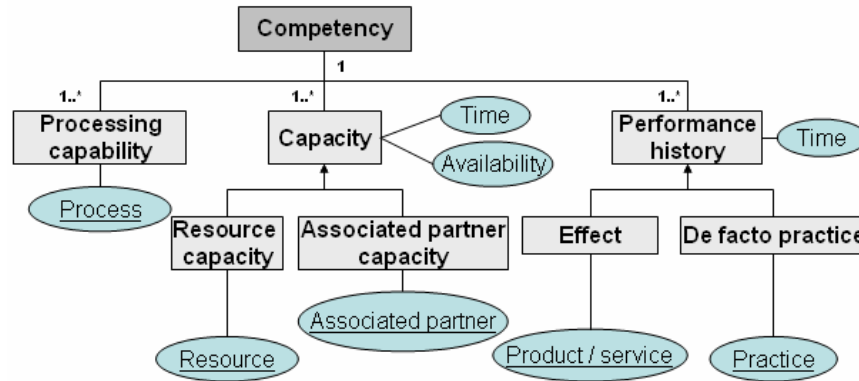 Competency
1
1..*
1..*
1..*
Processing
capability
Capacity
Time
Availability
Performance
history
Time
Process
Resource
capacity
Associated partner
capacity
Effect
De facto practice
Associated partner
Resource
Product / service
Practice